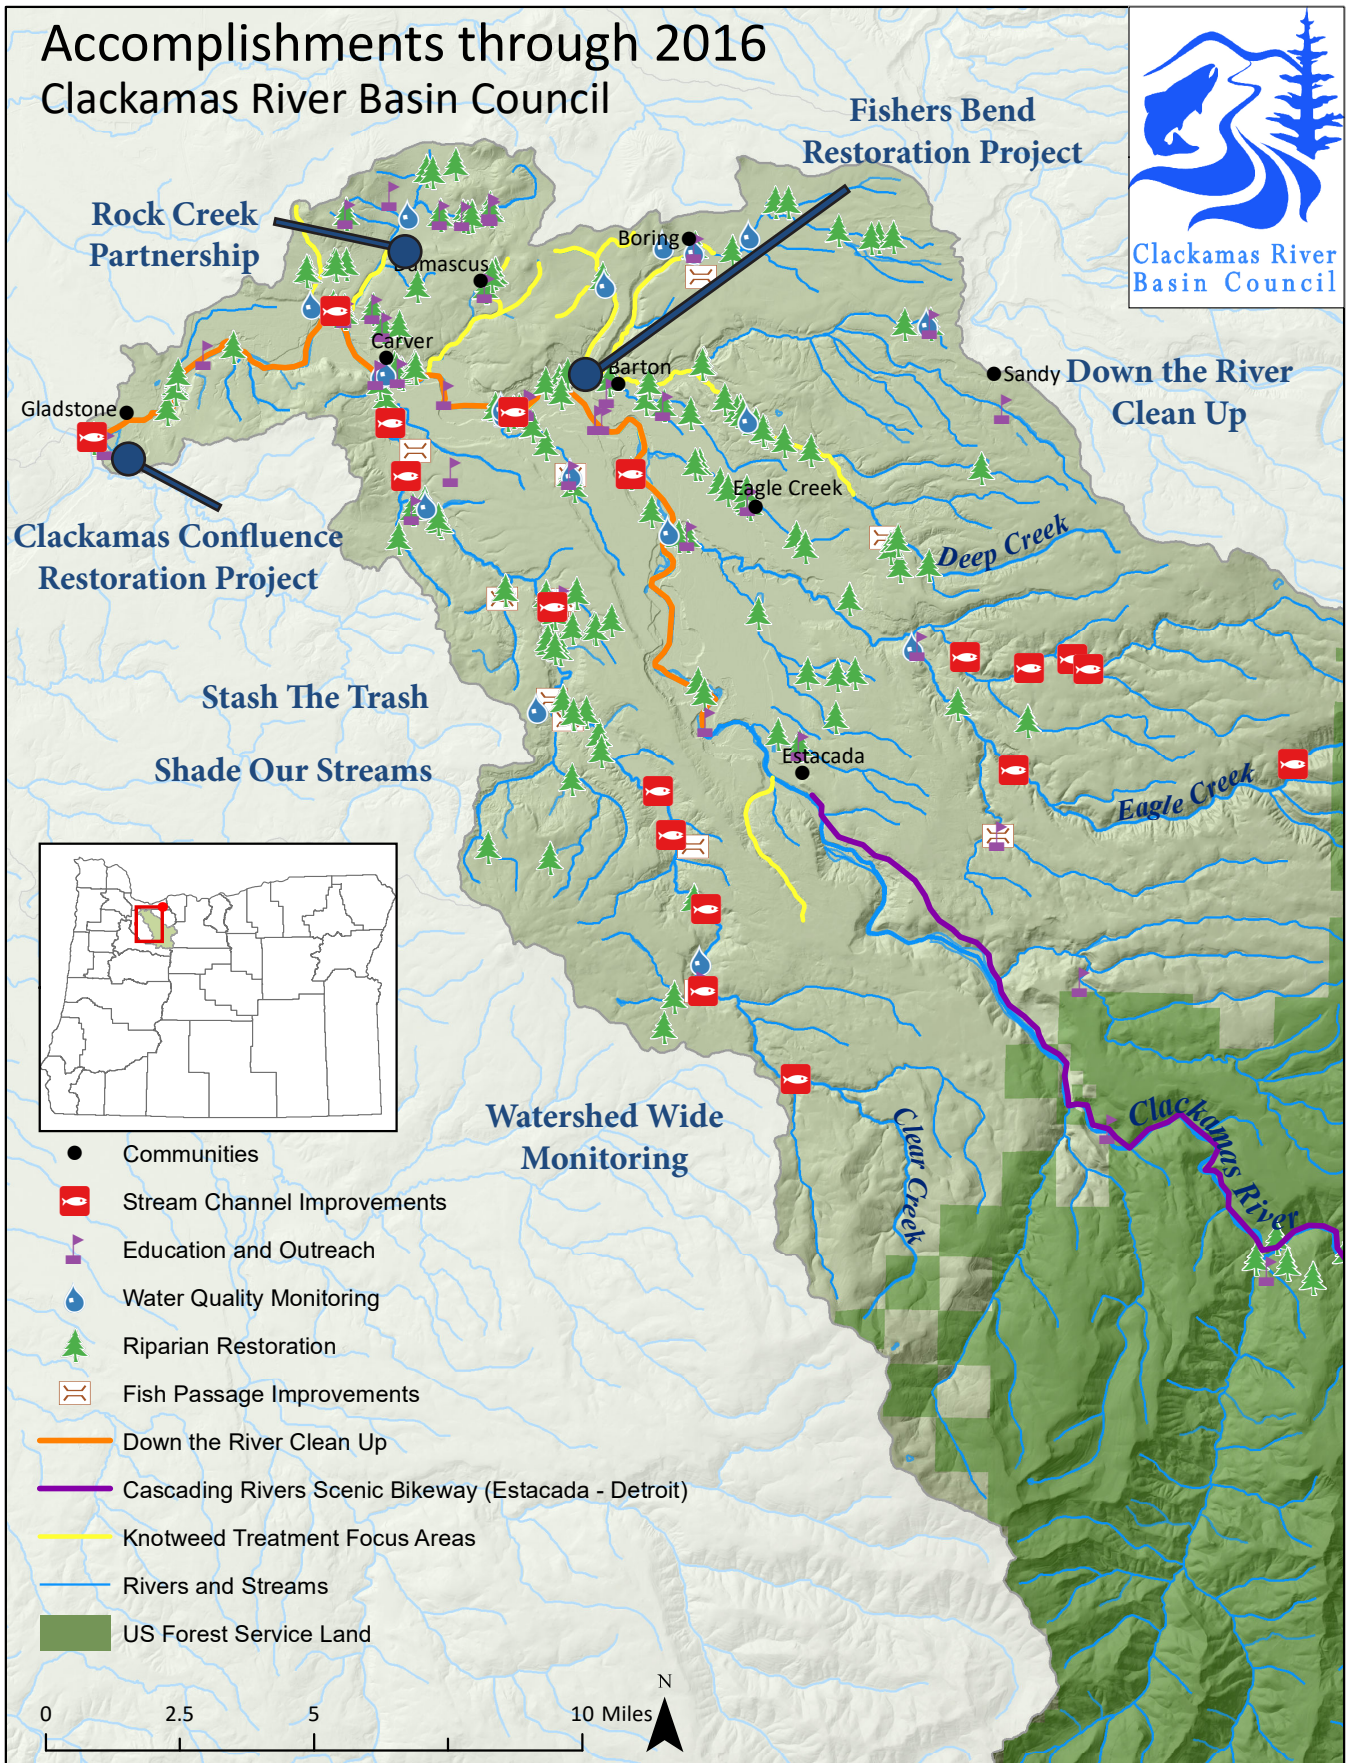 Accomplishments through 2016
Clackamas River Basin Council
Fishers Bend
Restoration Project
Clackamas River
Basin Council
Rock Creek
Partnership
Boring
Damascus
Carver
Barton
Sandy
Down the River
Clean Up
Gladstone
Eagle Creek
Clackamas Confluence
Restoration Project
Deep Creek
Stash The Trash
Shade Our Streams
Estacada
Eagle Creek
Watershed Wide
Monitoring
Clear Creek
Clackamas River
Communities
Stream Channel Improvements
Education and Outreach
Water Quality Monitoring
Riparian Restoration
Fish Passage Improvements
Down the River Clean Up
Cascading Rivers Scenic Bikeway (Estacada - Detroit)
Knotweed Treatment Focus Areas
Rivers and Streams
US Forest Service Land
N
0 2.5 5 10 Miles